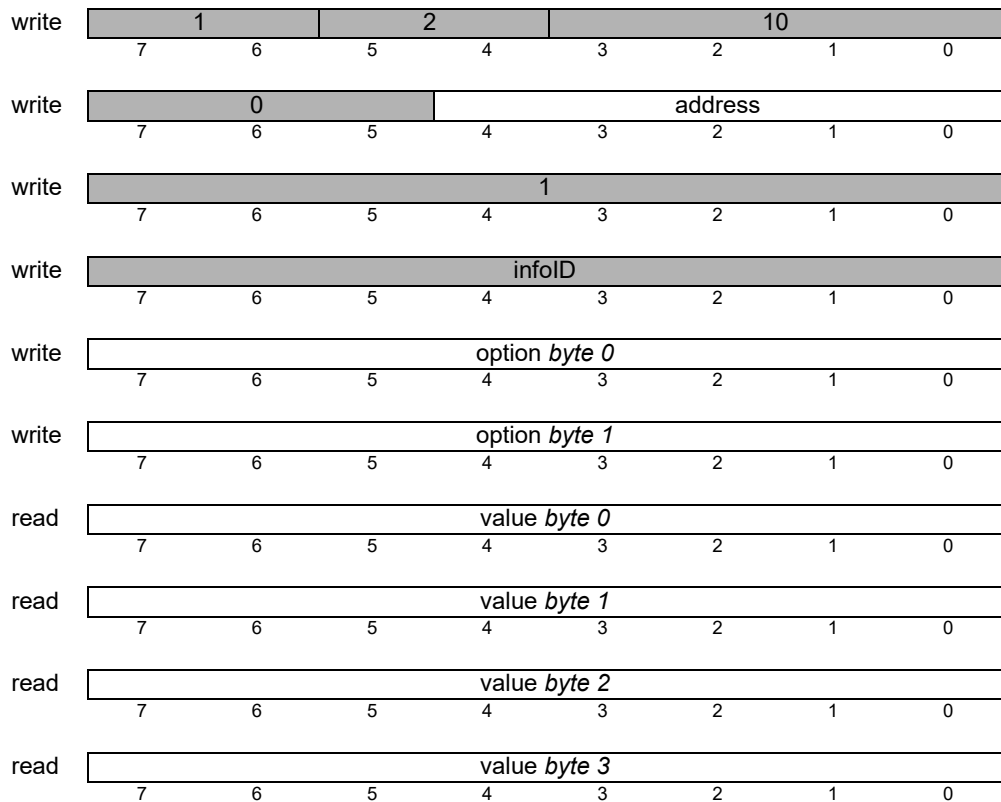 write 1 2 10
7 6 5 4 3 2 1 0
write 0 address
7 6 5 4 3 2 1 0
write 1
7 6 5 4 3 2 1 0
write infoID
7 6 5 4 3 2 1 0
write option byte 0
7 6 5 4 3 2 1 0
write option byte 1
7 6 5 4 3 2 1 0
read value byte 0
7 6 5 4 3 2 1 0
read value byte 1
7 6 5 4 3 2 1 0
read value byte 2
7 6 5 4 3 2 1 0
read value byte 3
7 6 5 4 3 2 1 0